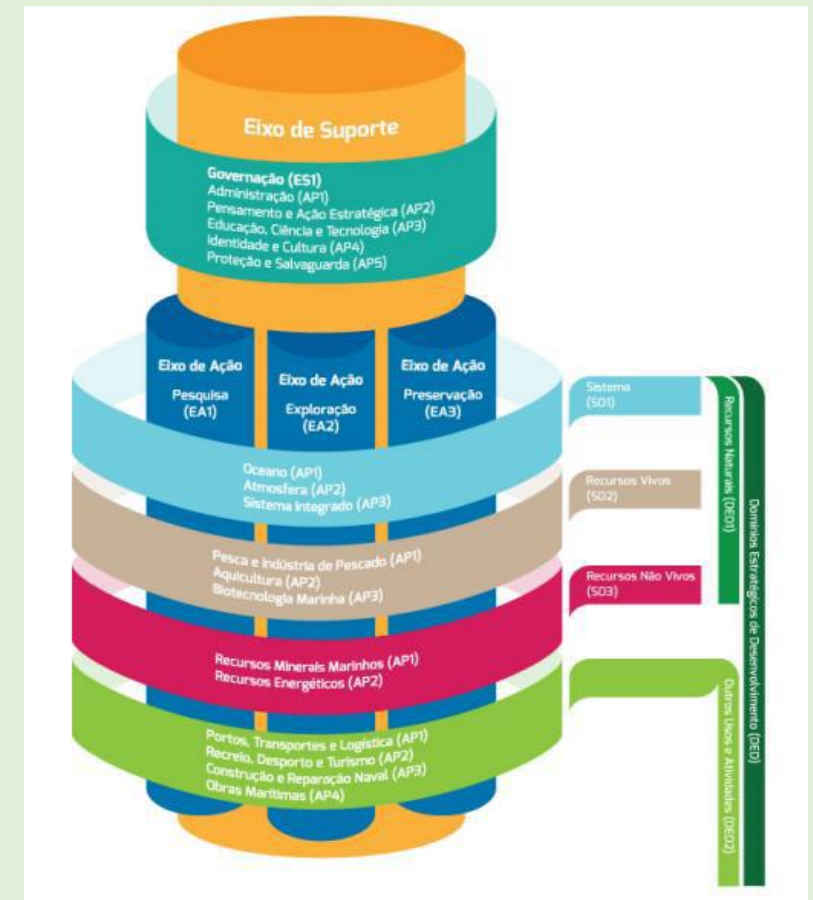 Eixo de Suporte
Governação (ES1)
Administração (AP1)
Pensamento e Ação Estratégica (AP2)
Educação, Ciência e Tecnologia (AP3)
Identidade e Cultura (AP4)
Proteção e Salvaguarda (AP5)
Eixo de Ação
Pesquisa
(EA1)
Eixo de Ação
Exploração
(EA2)
Eixo de Ação
Preservação
(EA3)
Oceano (AP1)
Atmosfera (AP2)
Sistema Integrado (AP3)
Pesca e Indústria de Pescado (AP1)
Aquicultura (AP2)
Biotecnologia Marinha (AP3)
Recursos Minerais Marinhos (AP1)
Recursos Energéticos (AP2)
Portos, Transportes e Logística (AP1)
Recreio, Desporto e Turismo (AP2)
Construção e Reparação Naval (AP3)
Obras Marítimas (AP4)
Sistema
(SD1)
Recursos Vivos
(SD2)
Recursos Não Vivos
(SD3)
Recursos Naturais (DED1)
Outros Usos e Atividades (DED2)
Domínios Estratégicos de Desenvolvimento (DED)